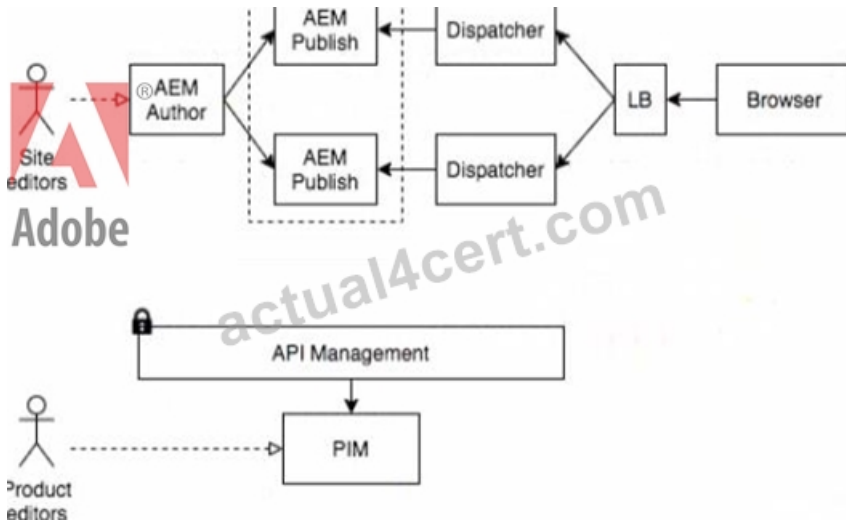 AEM
Publish
Dispatcher
®AEM
Author
LB
Browser
Site
editors
AEM
Publish
Dispatcher
Adobe
actual4cert.com
API Management
PIM
Product
editors